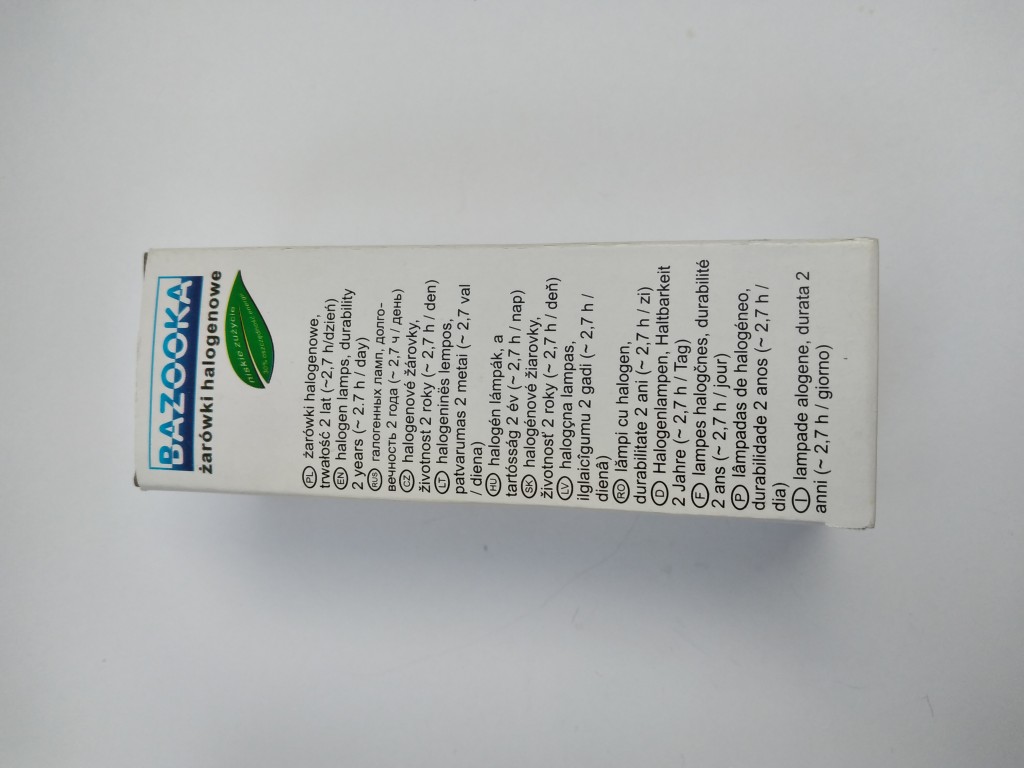 BAZOOKA
żarówki halogenowe
niskie zużycie
PL żarówki halogenowe,
trwałość 2 lat (~2,7 h/dzień)
EN halogen lamps, durability
2 years (~ 2.7 h / day)
RUS галогенных ламп, долго-
вечность 2 года (~ 2,7 ч / день)
CZ halogenové žárovky,
životnost 2 roky (~ 2,7 h / den)
LT halogeninės lempos,
patvarumas 2 metai (~ 2,7 val
/ diena)
HU halogén lámpák, a
tartósság 2 év (~ 2,7 h / nap)
SK halogénové žiarovky,
životnosť 2 roky (~ 2,7 h / deň)
LV halogçna lampas,
ilglaicîgumu 2 gadi (~ 2,7 h /
dienâ)
RO lămpi cu halogen,
durabilitate 2 ani (~ 2,7 h / zi)
D Halogenlampen, Haltbarkeit
2 Jahre (~ 2,7 h / Tag)
F lampes halogčnes, durabilité
2 ans (~ 2,7 h / jour)
P lâmpadas de halogéneo,
durabilidade 2 anos (~ 2,7 h /
dia)
I lampade alogene, durata 2
anni (~ 2,7 h / giorno)